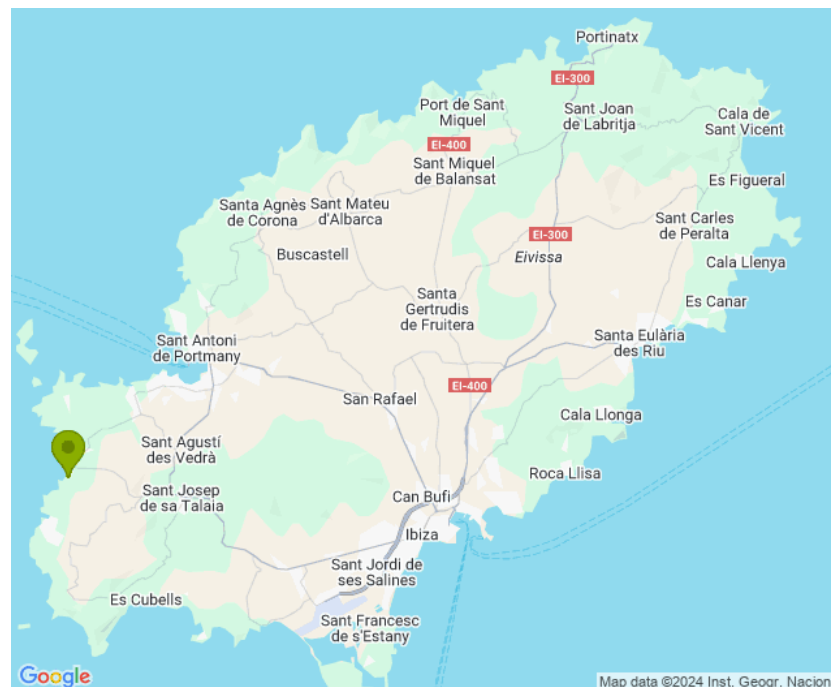 Portinatx
EI-300
Port de Sant
Miquel
Sant Joan
de Labritja
Cala de
Sant Vicent
EI-400
Sant Miquel
de Balansat
Es Figueral
Santa Agnès
de Corona
Sant Mateu
d'Albarca
Sant Carles
de Peralta
EI-300
Buscastell
Eivissa
Cala Llenya
Santa
Gertrudis
de Fruitera
Es Canar
Sant Antoni
de Portmany
Santa Eulària
des Riu
EI-400
San Rafael
Cala Llonga
Sant Agustí
des Vedrà
Roca Llisa
Sant Josep
de sa Talaia
Can Bufi
Ibiza
Sant Jordi de
ses Salines
Es Cubells
Sant Francesc
de s'Estany
Google
Map data ©2024 Inst. Geogr. Nacion